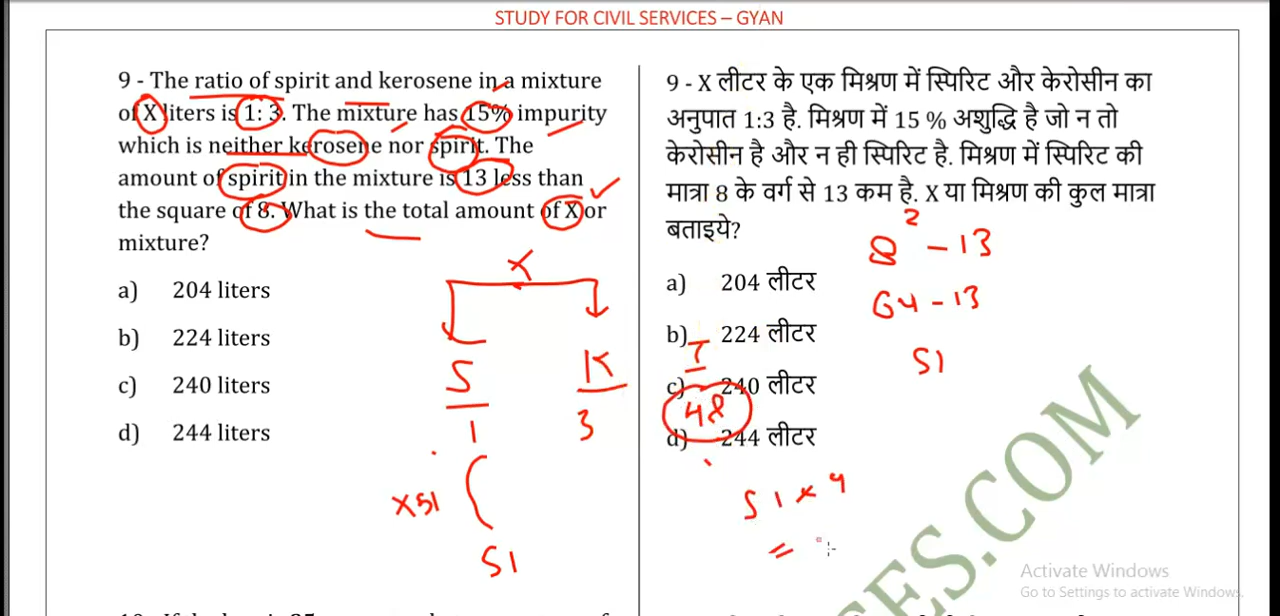 STUDY FOR CIVIL SERVICES – GYAN
9 - The ratio of spirit and kerosene in a mixture
of X liters is 1: 3. The mixture has 15% impurity
which is neither kerosene nor spirit. The
amount of spirit in the mixture is 13 less than
the square of 8. What is the total amount of X or
mixture?
a) 204 liters
b) 224 liters
c) 240 liters
d) 244 liters
X
S K
1 3
X51
51
9 - X लीटर के एक मिश्रण में स्पिरिट और केरोसीन का
अनुपात 1:3 है. मिश्रण में 15 % अशुद्धि है जो न तो
केरोसीन है और न ही स्पिरिट है. मिश्रण में स्पिरिट की
मात्रा 8 के वर्ग से 13 कम है. X या मिश्रण की कुल मात्रा
बताइये?
a) 204 लीटर
b) 224 लीटर
c) 240 लीटर
d) 244 लीटर
8² – 13
64 – 13
51
I
48
51 × 4
=
ES.COM
Activate Windows
Go to Settings to activate Windows.